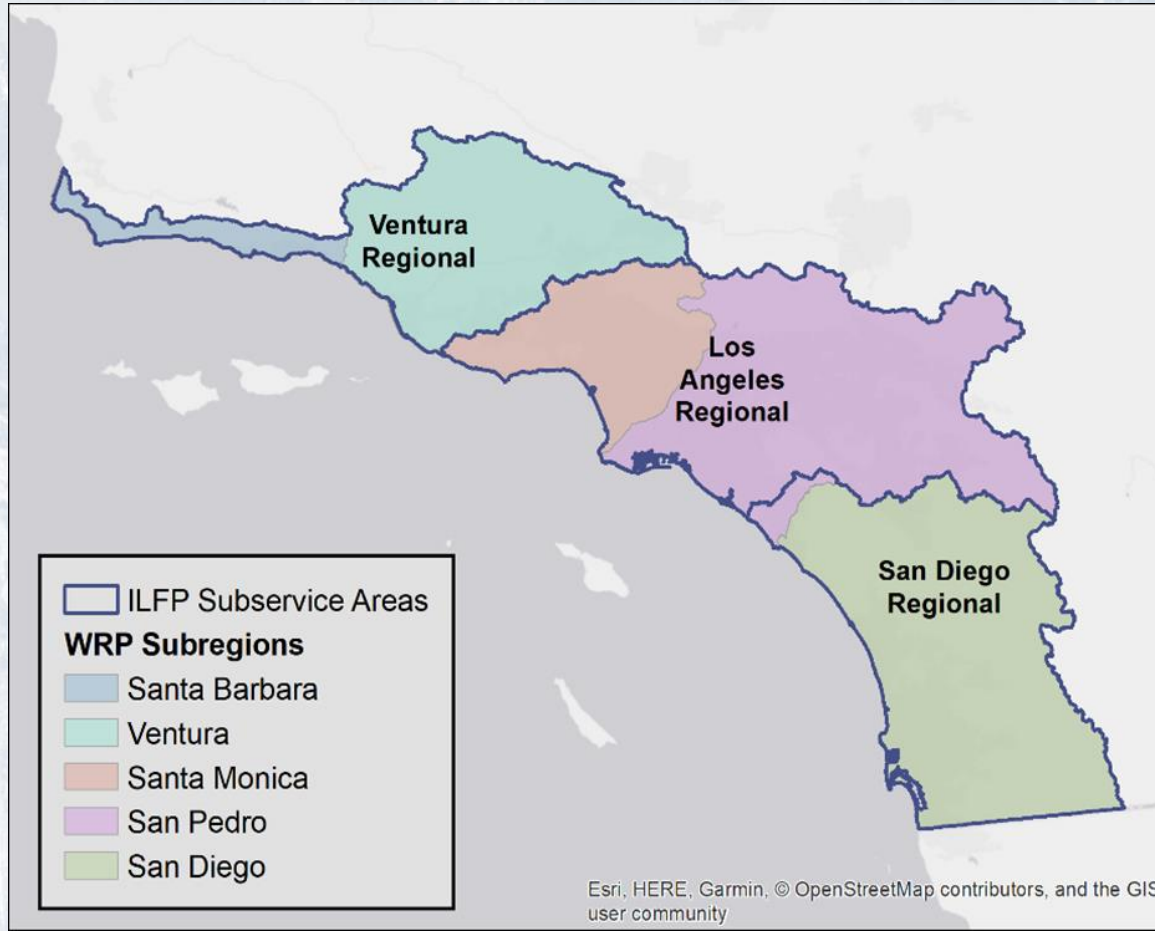 Ventura
Regional
Los
Angeles
Regional
San Diego
Regional
ILFP Subservice Areas
WRP Subregions
Santa Barbara
Ventura
Santa Monica
San Pedro
San Diego
Esri, HERE, Garmin, © OpenStreetMap contributors, and the GIS
user community